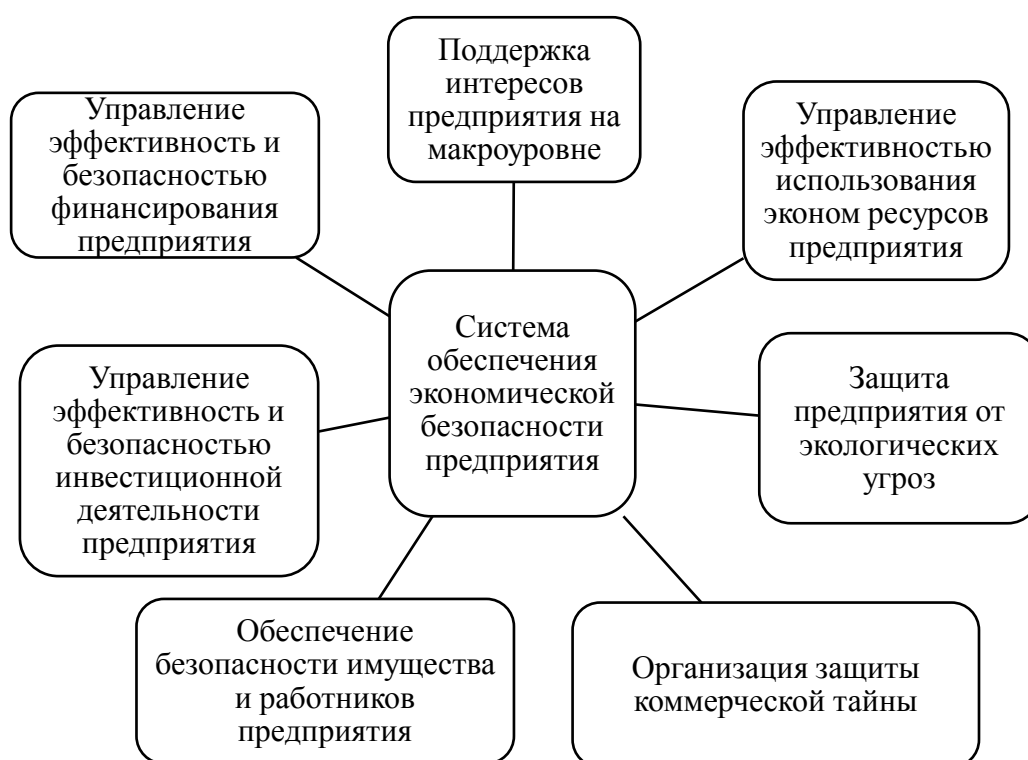 Поддержка
интересов
предприятия на
макроуровне
Управление
эффективность и
безопасностью
финансирования
предприятия
Управление
эффективностью
использования
эконом ресурсов
предприятия
Система
обеспечения
экономической
безопасности
предприятия
Управление
эффективность и
безопасностью
инвестиционной
деятельности
предприятия
Защита
предприятия от
экологических
угроз
Обеспечение
безопасности имущества
и работников
предприятия
Организация защиты
коммерческой тайны